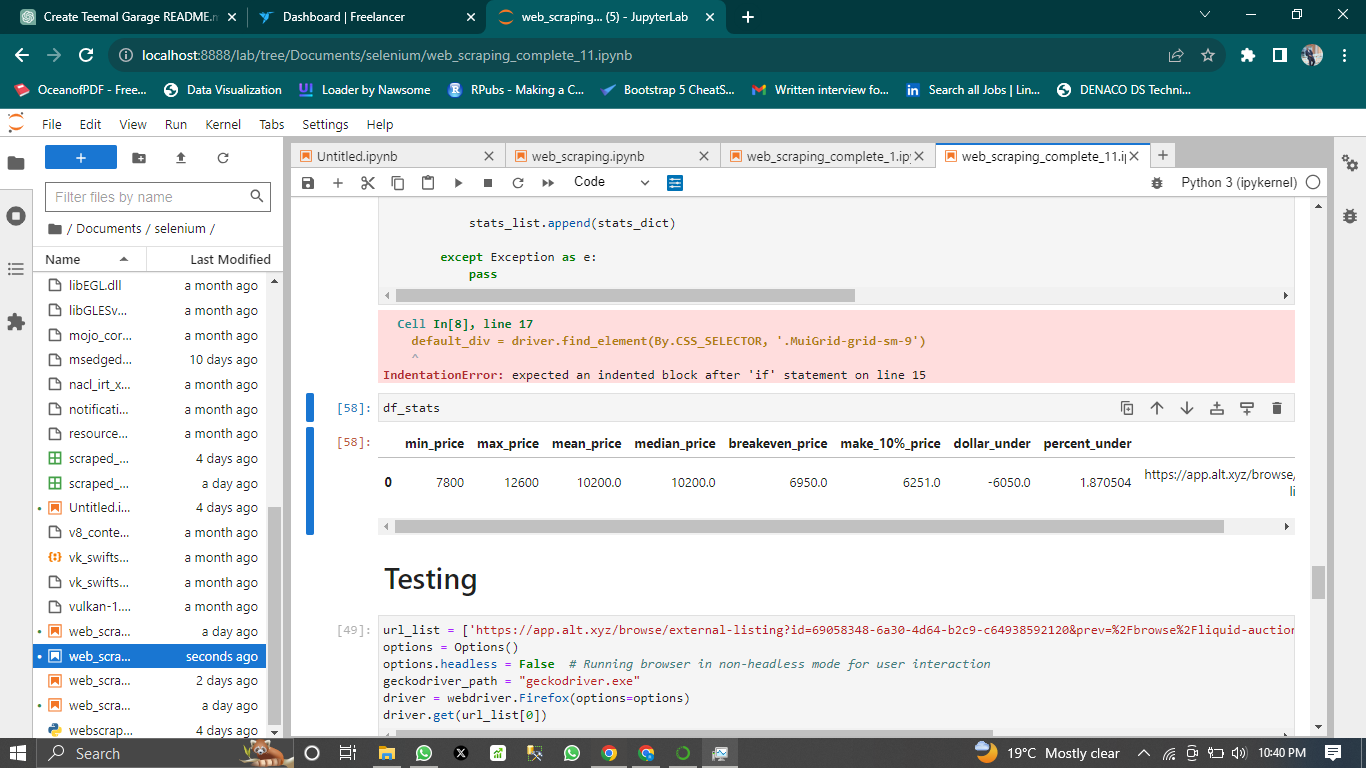 Create Teemal Garage README.m
Dashboard | Freelancer
web_scraping... (5) - JupyterLab
localhost:8888/lab/tree/Documents/selenium/web_scraping_complete_11.ipynb
OceanofPDF - Free...
Data Visualization
Loader by Nawsome
RPubs - Making a C...
Bootstrap 5 CheatS...
Written interview fo...
Search all Jobs | Lin...
DENACO DS Techni...
File Edit View Run Kernel Tabs Settings Help
Untitled.ipynb
web_scraping.ipynb
web_scraping_complete_1.ip
web_scraping_complete_11.i
Code
Python 3 (ipykernel)
Filter files by name
/ Documents / selenium /
Name Last Modified
libEGL.dll a month ago
libGLESv... a month ago
mojo_cor... a month ago
msedged... 10 days ago
nacl_irt_x... a month ago
notificati... a month ago
resource... a month ago
scraped_... 4 days ago
scraped_... a day ago
Untitled.i... 4 days ago
v8_conte... a month ago
vk_swifts... a month ago
vk_swifts... a month ago
vulkan-1.... a month ago
web_scra... a day ago
web_scra... seconds ago
web_scra... 2 days ago
web_scra... a day ago
webscrap... 4 days ago
stats_list.append(stats_dict)
except Exception as e:
pass
Cell In[8], line 17
default_div = driver.find_element(By.CSS_SELECTOR, '.MuiGrid-grid-sm-9')
^
IndentationError: expected an indented block after 'if' statement on line 15
[58]: df_stats
[58]: min_price max_price mean_price median_price breakeven_price make_10%_price dollar_under percent_under
0 7800 12600 10200.0 10200.0 6950.0 6251.0 -6050.0 1.870504 https://app.alt.xyz/browse/
li
Testing
[49]: url_list = ['https://app.alt.xyz/browse/external-listing?id=69058348-6a30-4d64-b2c9-c64938592120&prev=%2Fbrowse%2Fliquid-auction
options = Options()
options.headless = False # Running browser in non-headless mode for user interaction
geckodriver_path = "geckodriver.exe"
driver = webdriver.Firefox(options=options)
driver.get(url_list[0])
Search
19°C Mostly clear
10:40 PM